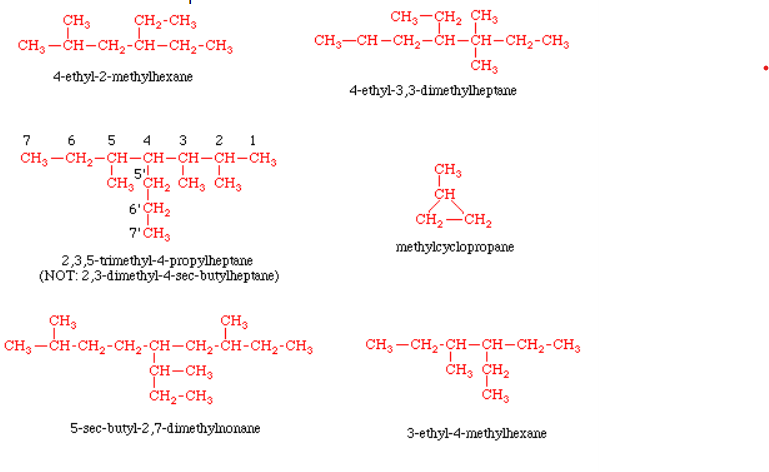 CH₃ CH₂-CH₃
CH₃—CH—CH₂—CH—CH₂—CH₃
4-ethyl-2-methylhexane
CH₃—CH₂ CH₃
CH₃—CH—CH₂—CH—C—CH₂—CH₃
CH₃
4-ethyl-3,3-dimethylheptane
7 6 5 4 3 2 1
CH₃—CH₂—CH—CH—CH—CH—CH₃
CH₃ 5' CH₂ CH₃ CH₃
6' CH₂
7' CH₃
2,3,5-trimethyl-4-propylheptane
(NOT: 2,3-dimethyl-4-sec-butylheptane)
CH₃
CH
CH₂—CH₂
methylcyclopropane
CH₃ CH₃
CH₃—CH-CH₂—CH₂—CH—CH₂—CH—CH₂—CH₃
CH—CH₃
CH₂-CH₃
5-sec-butyl-2,7-dimethylnonane
CH₃—CH₂—CH—CH—CH₂—CH₃
CH₃ CH₂
CH₃
3-ethyl-4-methylhexane